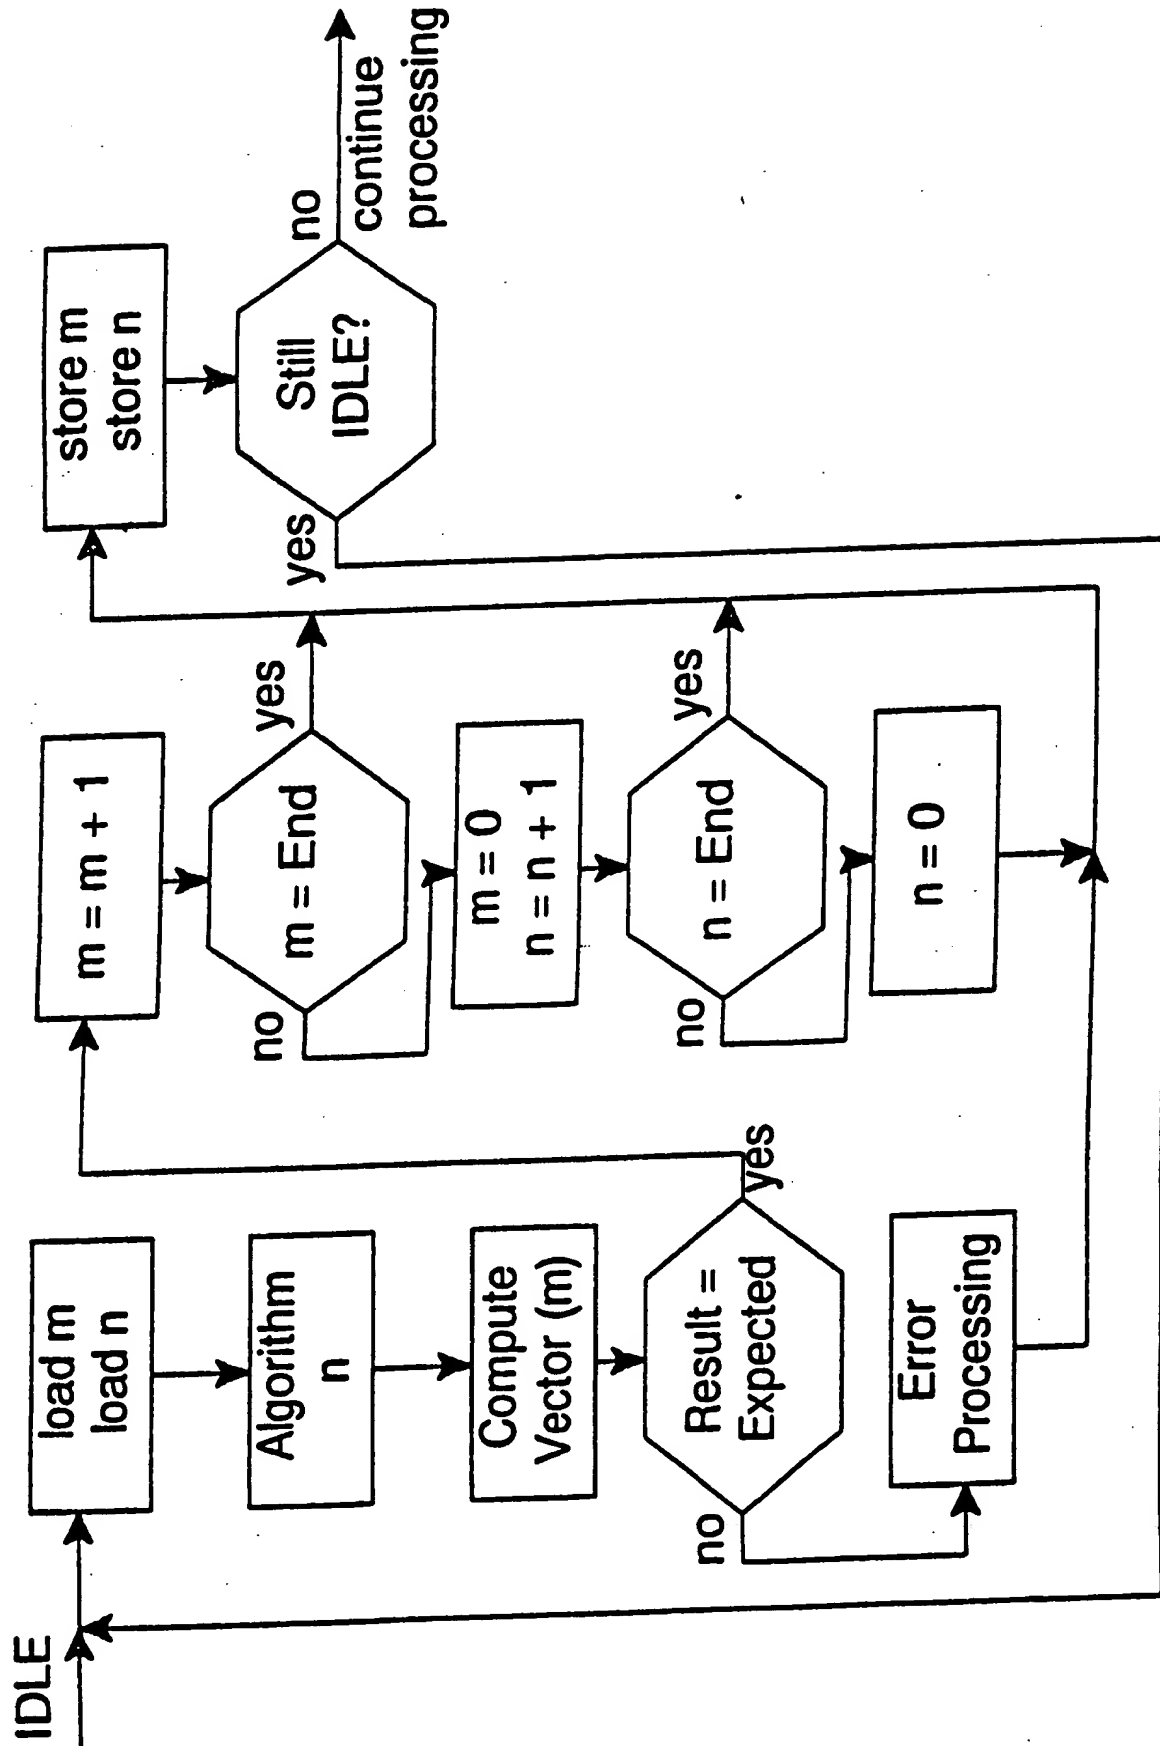 IDLE
load m
load n
Algorithm
n
Compute
Vector (m)
Result =
Expected
no
yes
Error
Processing
m = m + 1
m = End
no
yes
m = 0
n = n + 1
n = End
no
yes
n = 0
store m
store n
Still
IDLE?
yes
no
continue
processing